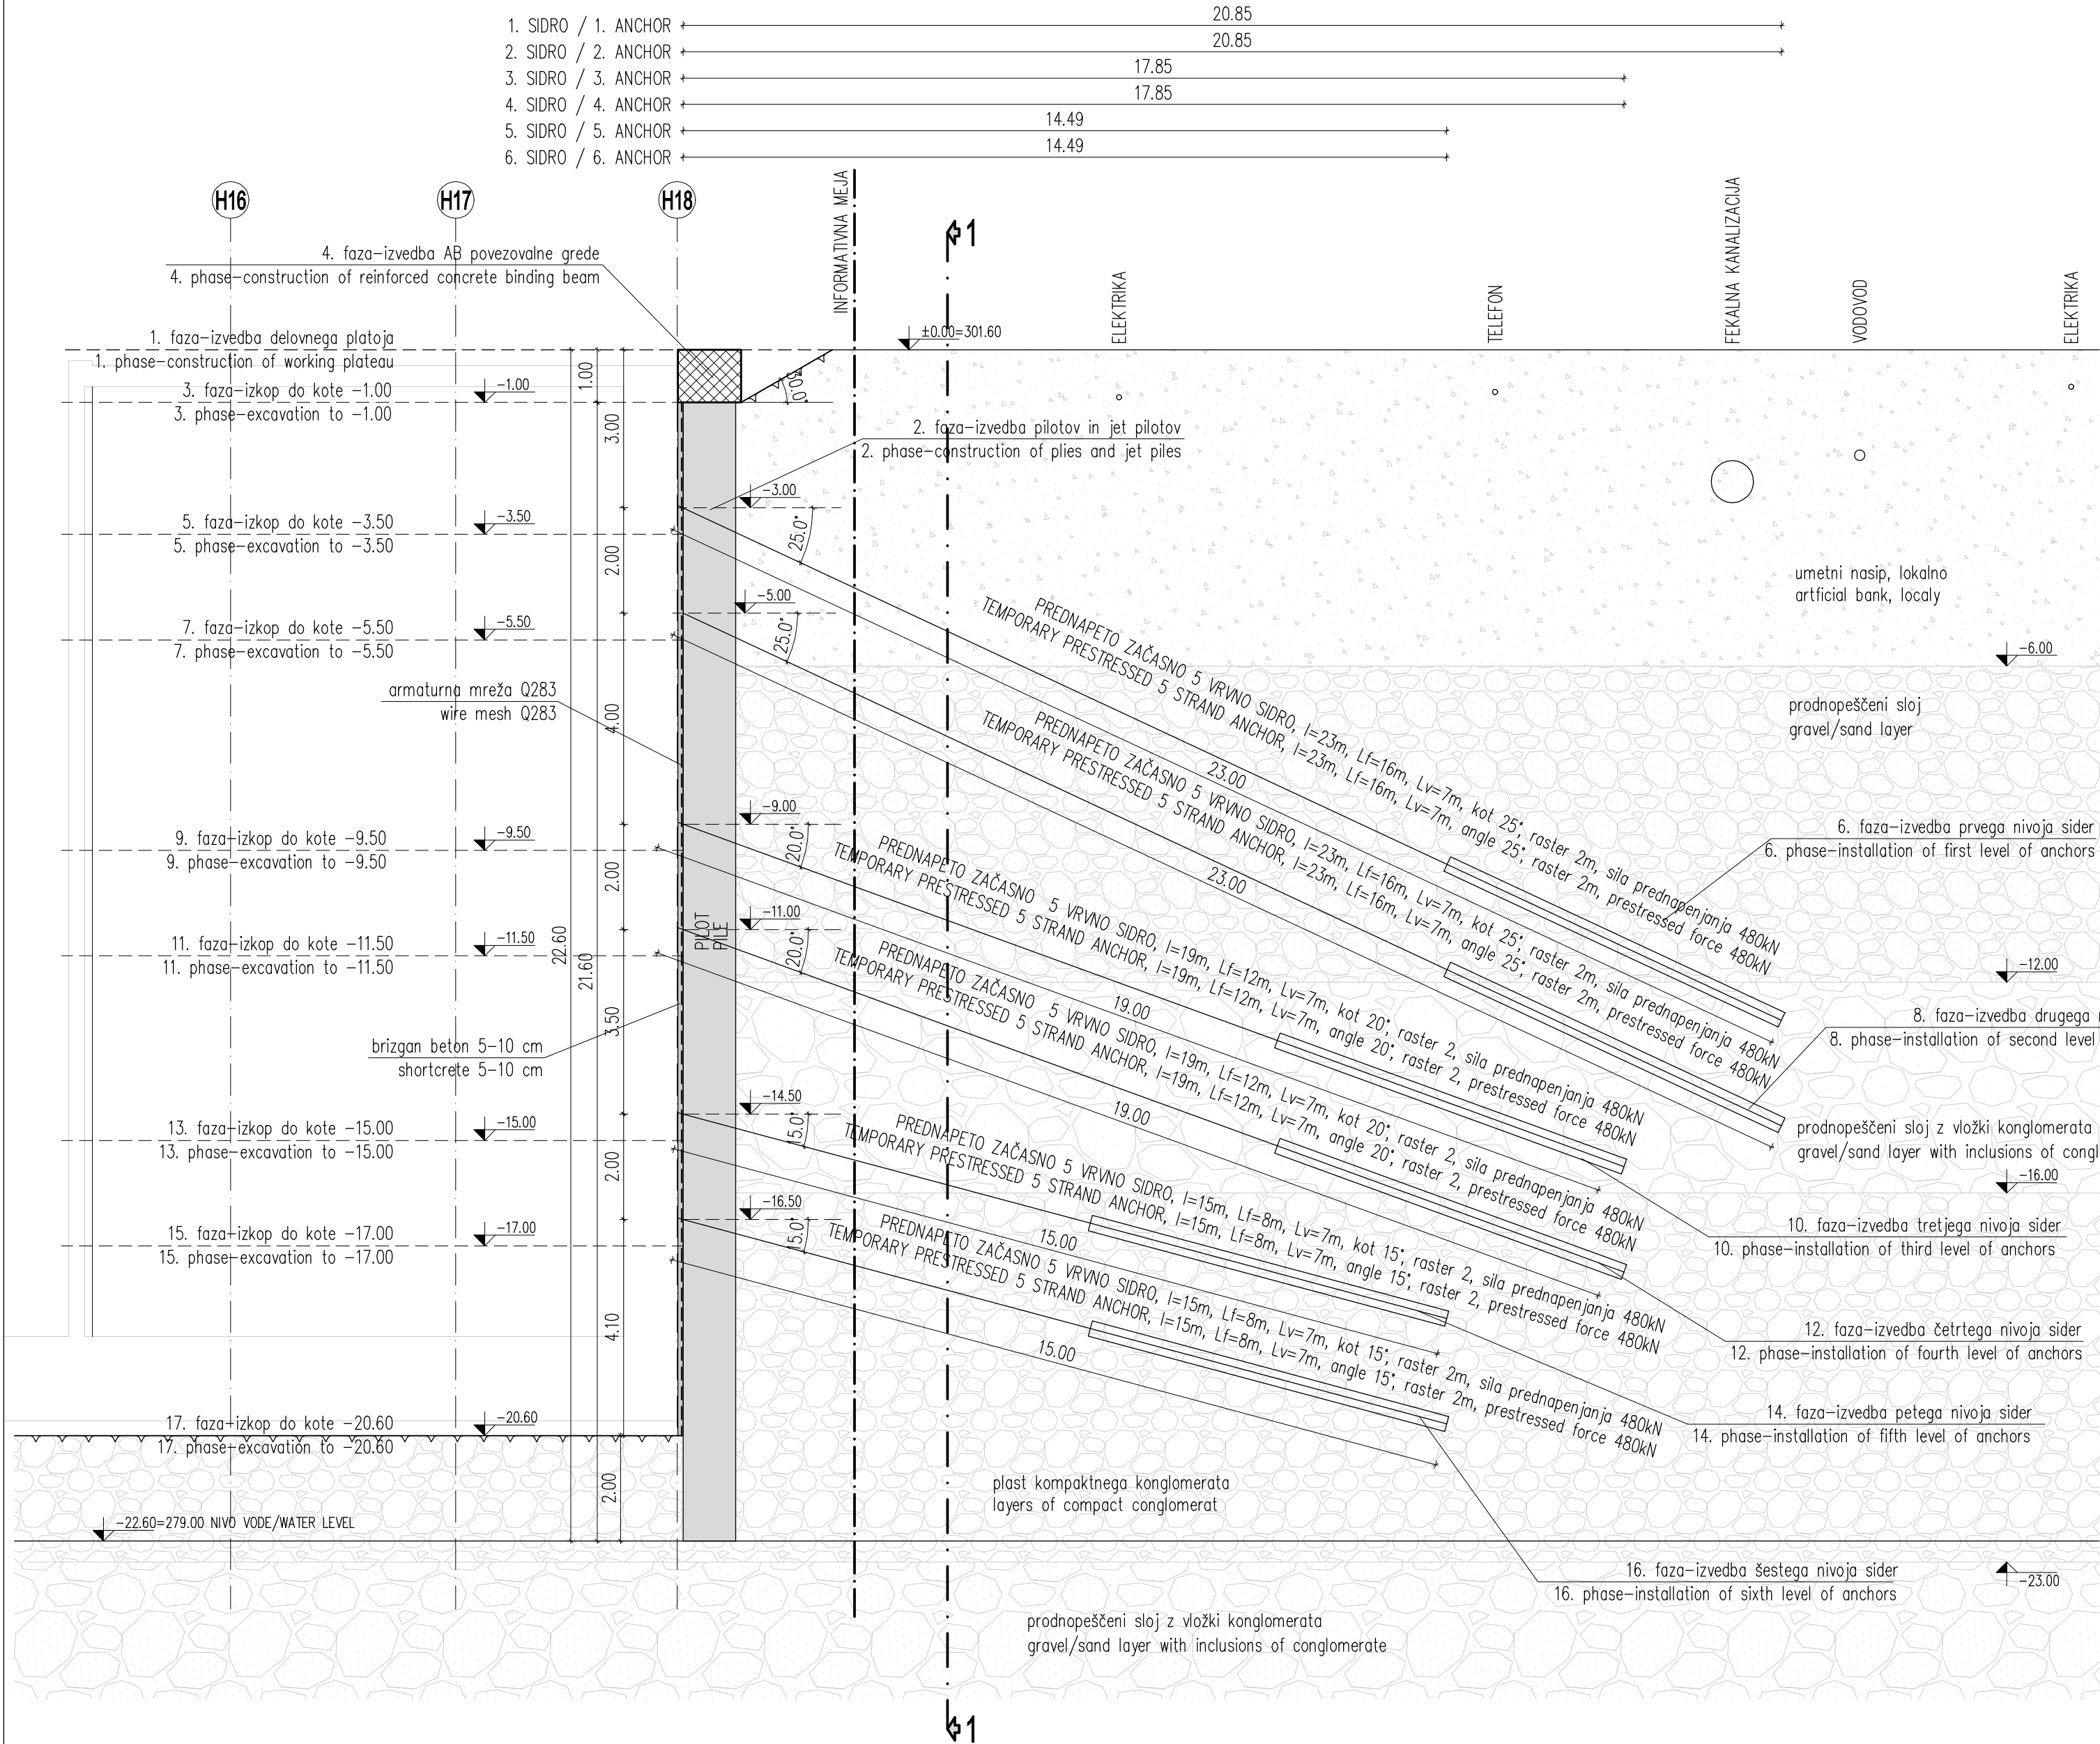 1. SIDRO / 1. ANCHOR 20.85
2. SIDRO / 2. ANCHOR 20.85
3. SIDRO / 3. ANCHOR 17.85
4. SIDRO / 4. ANCHOR 17.85
5. SIDRO / 5. ANCHOR 14.49
6. SIDRO / 6. ANCHOR 14.49
H16
H17
H18
INFORMATIVNA MEJA
1
ELEKTRIKA
TELEFON
FEKALNA KANALIZACIJA
VODOVOD
ELEKTRIKA
4. faza-izvedba AB povezovalne grede
4. phase-construction of reinforced concrete binding beam
±0.00=301.60
1. faza-izvedba delovnega platoja
1. phase-construction of working plateau
3. faza-izkop do kote -1.00
3. phase-excavation to -1.00
-1.00
1.00
3.00
2. faza-izvedba pilotov in jet pilotov
2. phase-construction of plies and jet piles
-3.00
25.0°
5. faza-izkop do kote -3.50
5. phase-excavation to -3.50
-3.50
2.00
-5.00
25.0°
umetni nasip, lokalno
artficial bank, localy
7. faza-izkop do kote -5.50
7. phase-excavation to -5.50
-5.50
-6.00
armaturna mreža Q283
wire mesh Q283
4.00
prodnopeščeni sloj
gravel/sand layer
PREDNAPETO ZAČASNO 5 VRVNO SIDRO, l=23m, Lf=16m, Lv=7m, kot 25°, raster 2m, sila prednapenjanja 480kN
TEMPORARY PRESTRESSED 5 STRAND ANCHOR, l=23m, Lf=16m, Lv=7m, angle 25°, raster 2m, prestressed force 480kN
23.00
PREDNAPETO ZAČASNO 5 VRVNO SIDRO, l=23m, Lf=16m, Lv=7m, kot 25°, raster 2m, sila prednapenjanja 480kN
TEMPORARY PRESTRESSED 5 STRAND ANCHOR, l=23m, Lf=16m, Lv=7m, angle 25°, raster 2m, prestressed force 480kN
23.00
6. faza-izvedba prvega nivoja sider
6. phase-installation of first level of anchors
-9.00
20.0°
9. faza-izkop do kote -9.50
9. phase-excavation to -9.50
-9.50
2.00
PREDNAPETO ZAČASNO 5 VRVNO SIDRO, l=19m, Lf=12m, Lv=7m, kot 20°, raster 2, sila prednapenjanja 480kN
TEMPORARY PRESTRESSED 5 STRAND ANCHOR, l=19m, Lf=12m, Lv=7m, angle 20°, raster 2, prestressed force 480kN
19.00
PILOT
PILE
-11.00
20.0°
11. faza-izkop do kote -11.50
11. phase-excavation to -11.50
-11.50
22.60
21.60
3.50
PREDNAPETO ZAČASNO 5 VRVNO SIDRO, l=19m, Lf=12m, Lv=7m, kot 20°, raster 2, sila prednapenjanja 480kN
TEMPORARY PRESTRESSED 5 STRAND ANCHOR, l=19m, Lf=12m, Lv=7m, angle 20°, raster 2, prestressed force 480kN
19.00
-12.00
8. faza-izvedba drugega
8. phase-installation of second level
brizgan beton 5-10 cm
shortcrete 5-10 cm
-14.50
15.0°
13. faza-izkop do kote -15.00
13. phase-excavation to -15.00
-15.00
2.00
PREDNAPETO ZAČASNO 5 VRVNO SIDRO, l=15m, Lf=8m, Lv=7m, kot 15°, raster 2, sila prednapenjanja 480kN
TEMPORARY PRESTRESSED 5 STRAND ANCHOR, l=15m, Lf=8m, Lv=7m, angle 15°, raster 2, prestressed force 480kN
15.00
prodnopeščeni sloj z vložki konglomerata
gravel/sand layer with inclusions of congl
-16.00
-16.50
15.0°
15. faza-izkop do kote -17.00
15. phase-excavation to -17.00
-17.00
4.10
PREDNAPETO ZAČASNO 5 VRVNO SIDRO, l=15m, Lf=8m, Lv=7m, kot 15°, raster 2m, sila prednapenjanja 480kN
TEMPORARY PRESTRESSED 5 STRAND ANCHOR, l=15m, Lf=8m, Lv=7m, angle 15°, raster 2m, prestressed force 480kN
15.00
10. faza-izvedba tretjega nivoja sider
10. phase-installation of third level of anchors
12. faza-izvedba četrtega nivoja sider
12. phase-installation of fourth level of anchors
14. faza-izvedba petega nivoja sider
14. phase-installation of fifth level of anchors
17. faza-izkop do kote -20.60
17. phase-excavation to -20.60
-20.60
2.00
plast kompaktnega konglomerata
layers of compact conglomerat
-22.60=279.00 NIVO VODE/WATER LEVEL
16. faza-izvedba šestega nivoja sider
16. phase-installation of sixth level of anchors
-23.00
prodnopeščeni sloj z vložki konglomerata
gravel/sand layer with inclusions of conglomerate
1